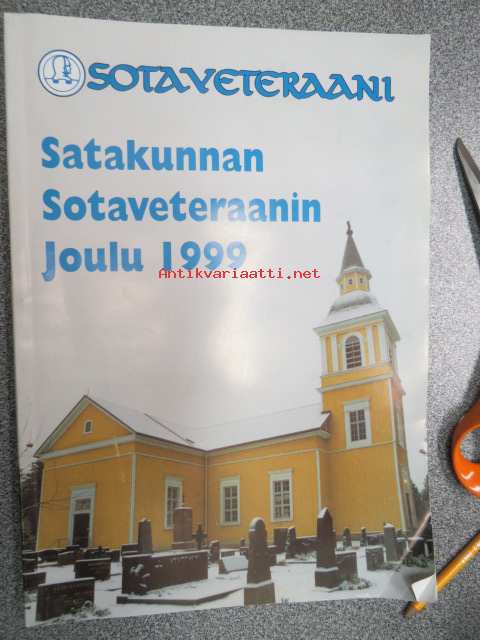 SOTAVETERAANI
Satakunnan
Sotaveteraanin
Joulu 1999
Antikvariaatti.net